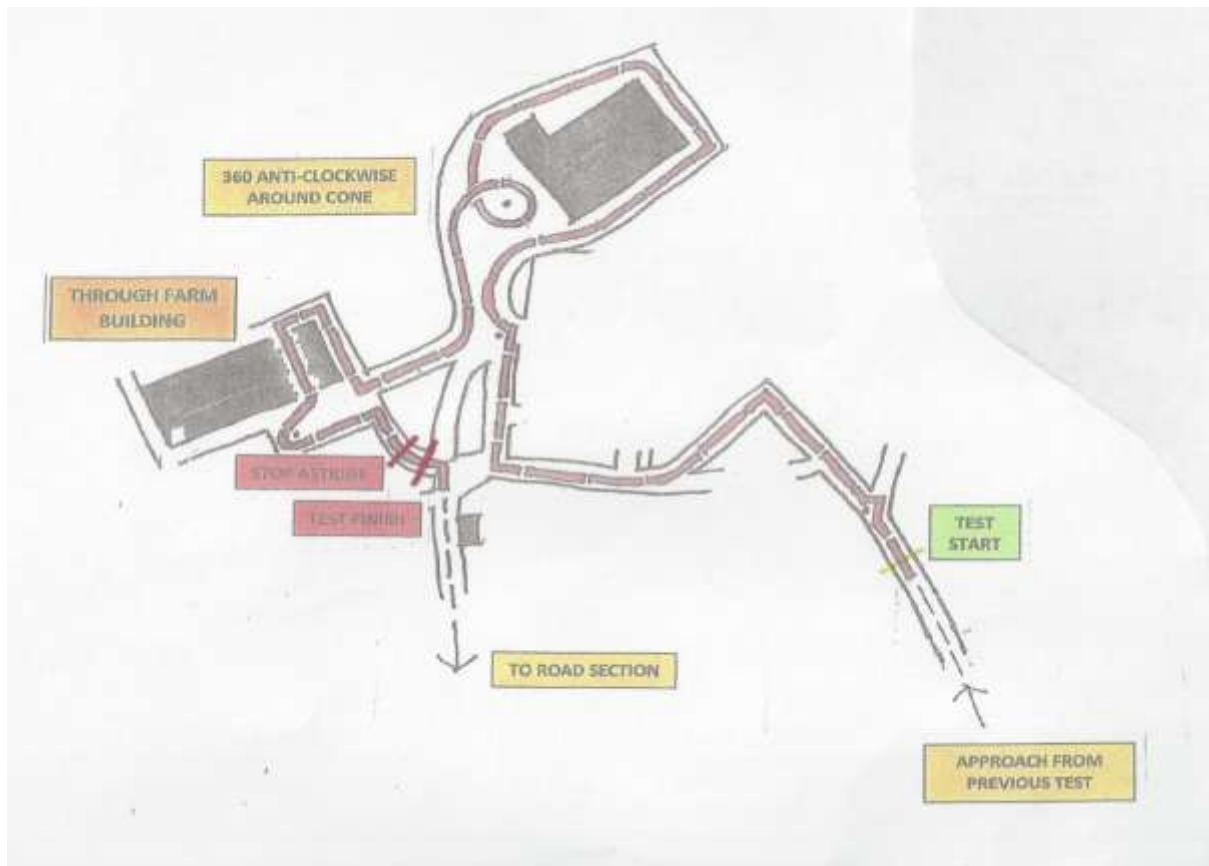 360 ANTI-CLOCKWISE
AROUND CONE
THROUGH FARM
BUILDING
STOP ASTRIDE
TEST FINISH
TEST
START
TO ROAD SECTION
APPROACH FROM
PREVIOUS TEST